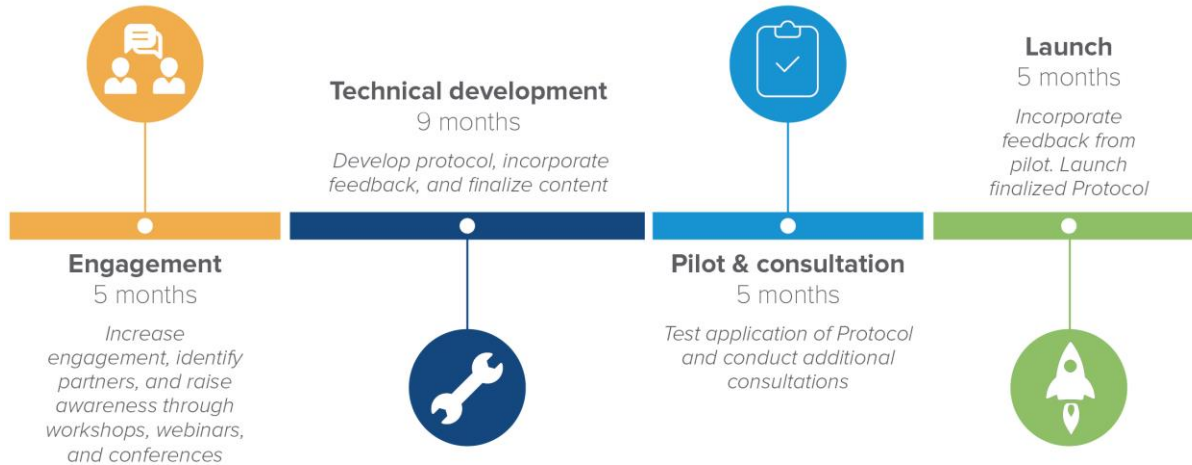 Engagement
5 months
Increase
engagement, identify
partners, and raise
awareness through
workshops, webinars,
and conferences
Technical development
9 months
Develop protocol, incorporate
feedback, and finalize content
Pilot & consultation
5 months
Test application of Protocol
and conduct additional
consultations
Launch
5 months
Incorporate
feedback from
pilot. Launch
finalized Protocol